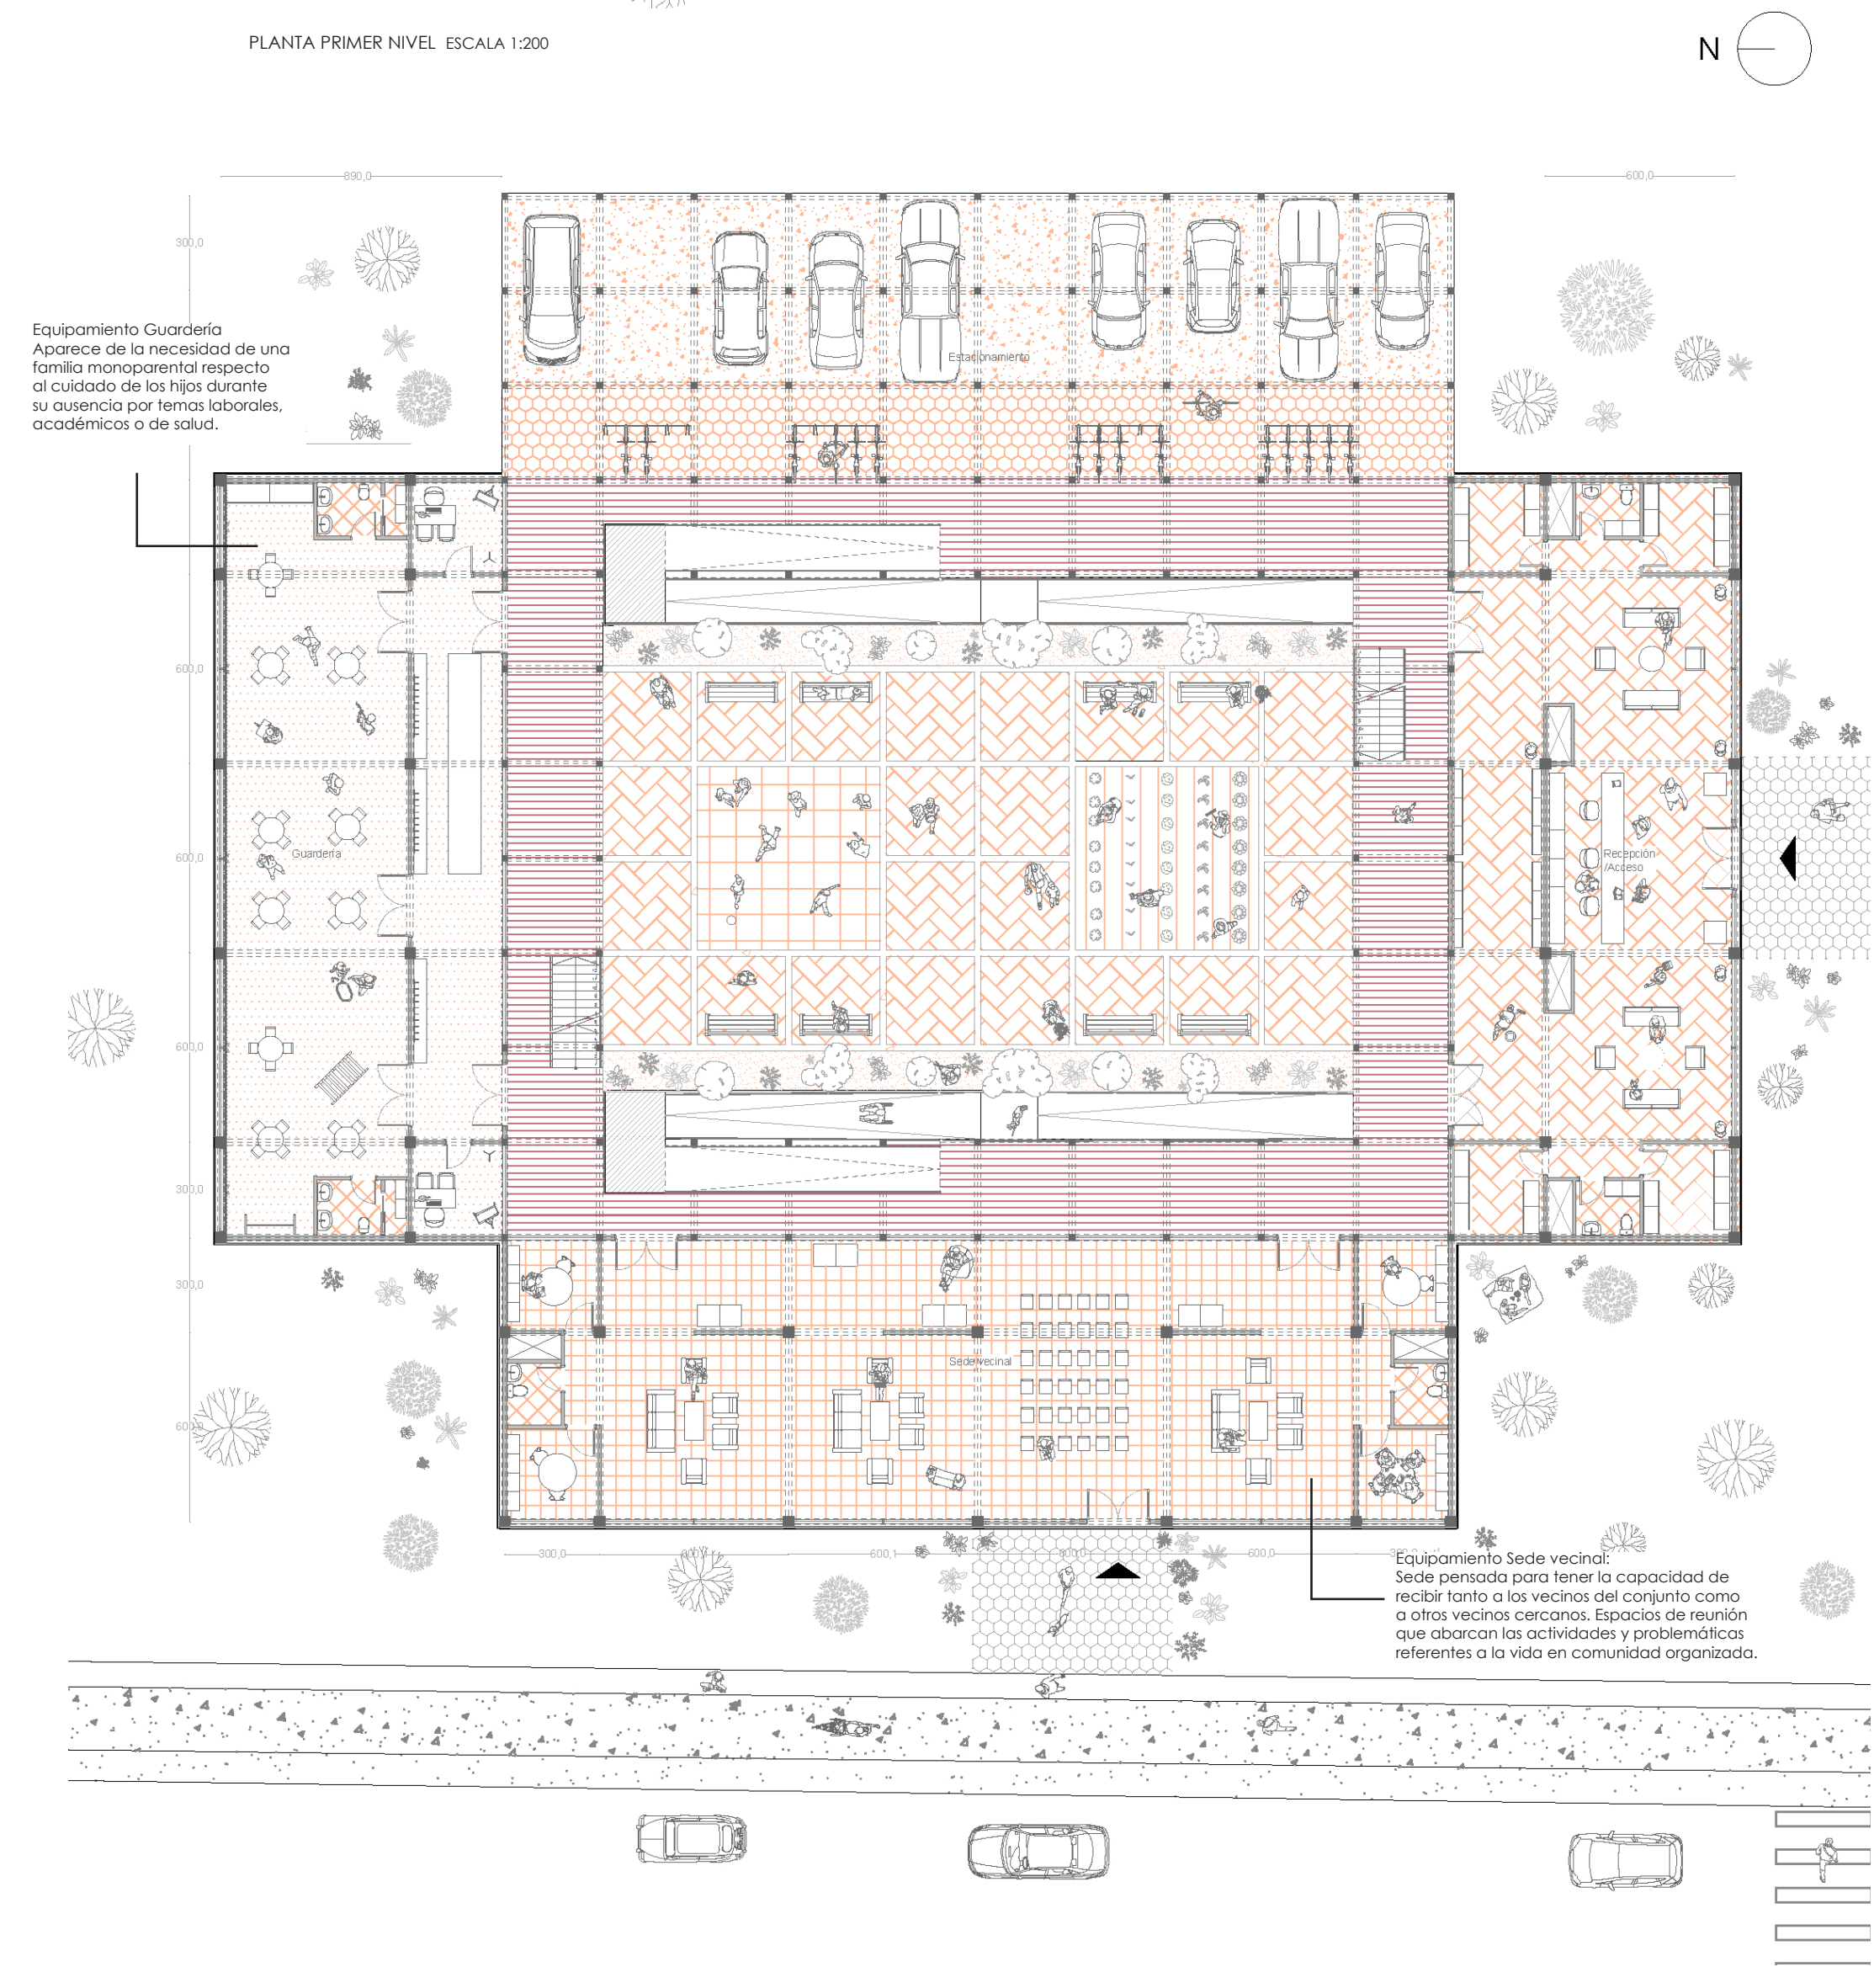 PLANTA PRIMER NIVEL ESCALA 1:200
N
890,0
600,0
300,0
Equipamiento Guardería
Aparece de la necesidad de una
familia monoparental respecto
al cuidado de los hijos durante
su ausencia por temas laborales,
académicos o de salud.
Estacionamiento
600,0
600,0
Guardería
Recepción
/Acceso
600,0
300,0
300,0
Sede vecinal
600,0
300,0
600,1
600,0
Equipamiento Sede vecinal:
Sede pensada para tener la capacidad de
recibir tanto a los vecinos del conjunto como
a otros vecinos cercanos. Espacios de reunión
que abarcan las actividades y problemáticas
referentes a la vida en comunidad organizada.